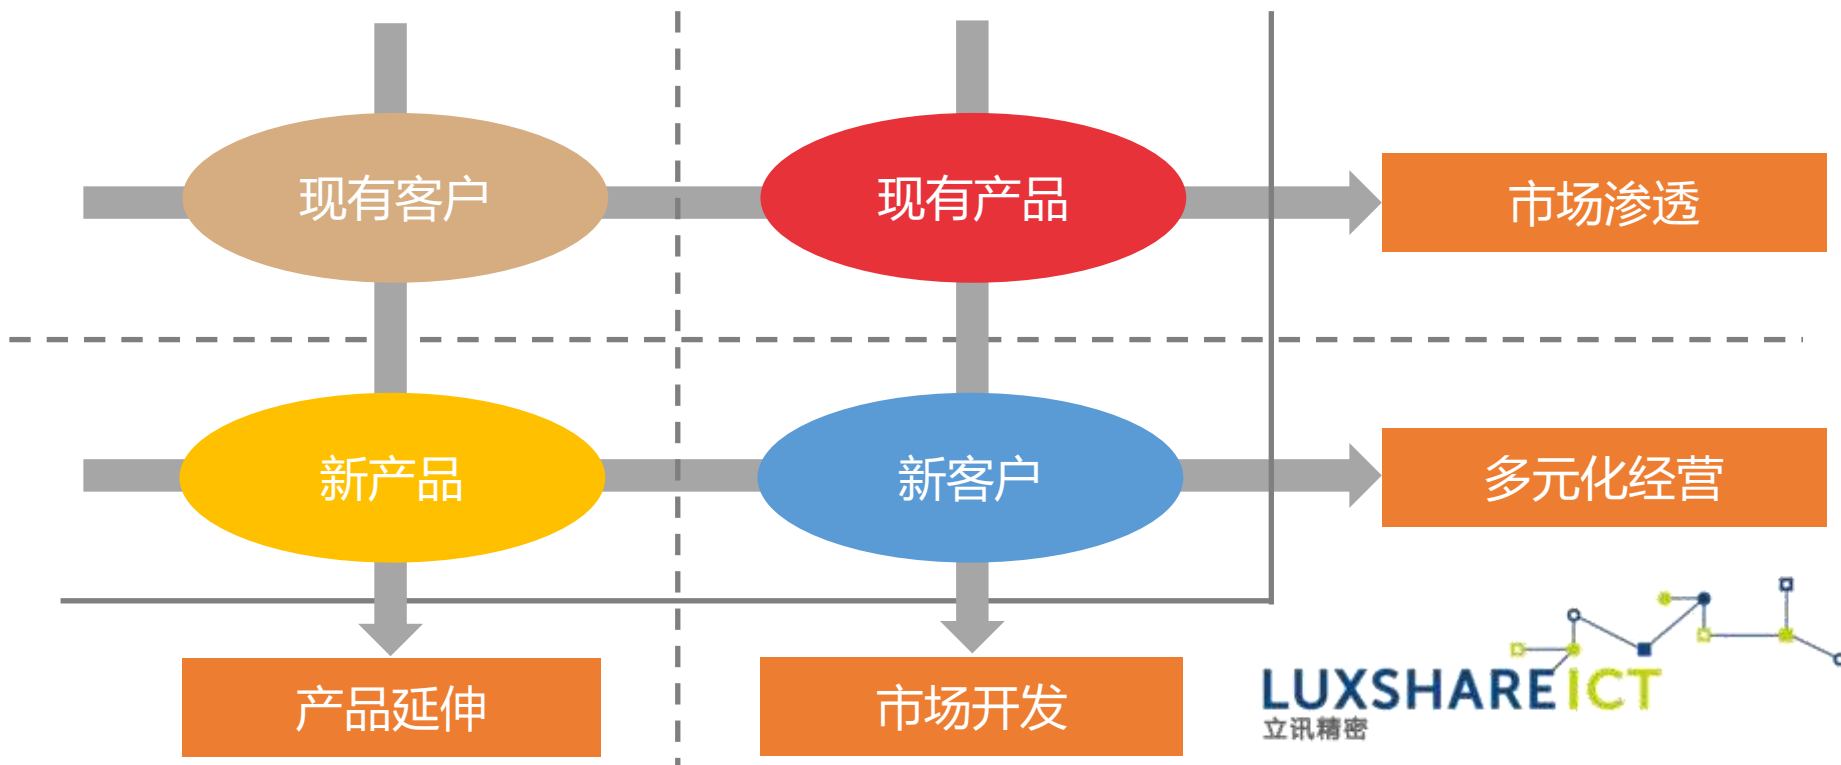 现有客户
现有产品
市场渗透
新产品
新客户
多元化经营
产品延伸
市场开发
LUXSHARE ICT
立讯精密